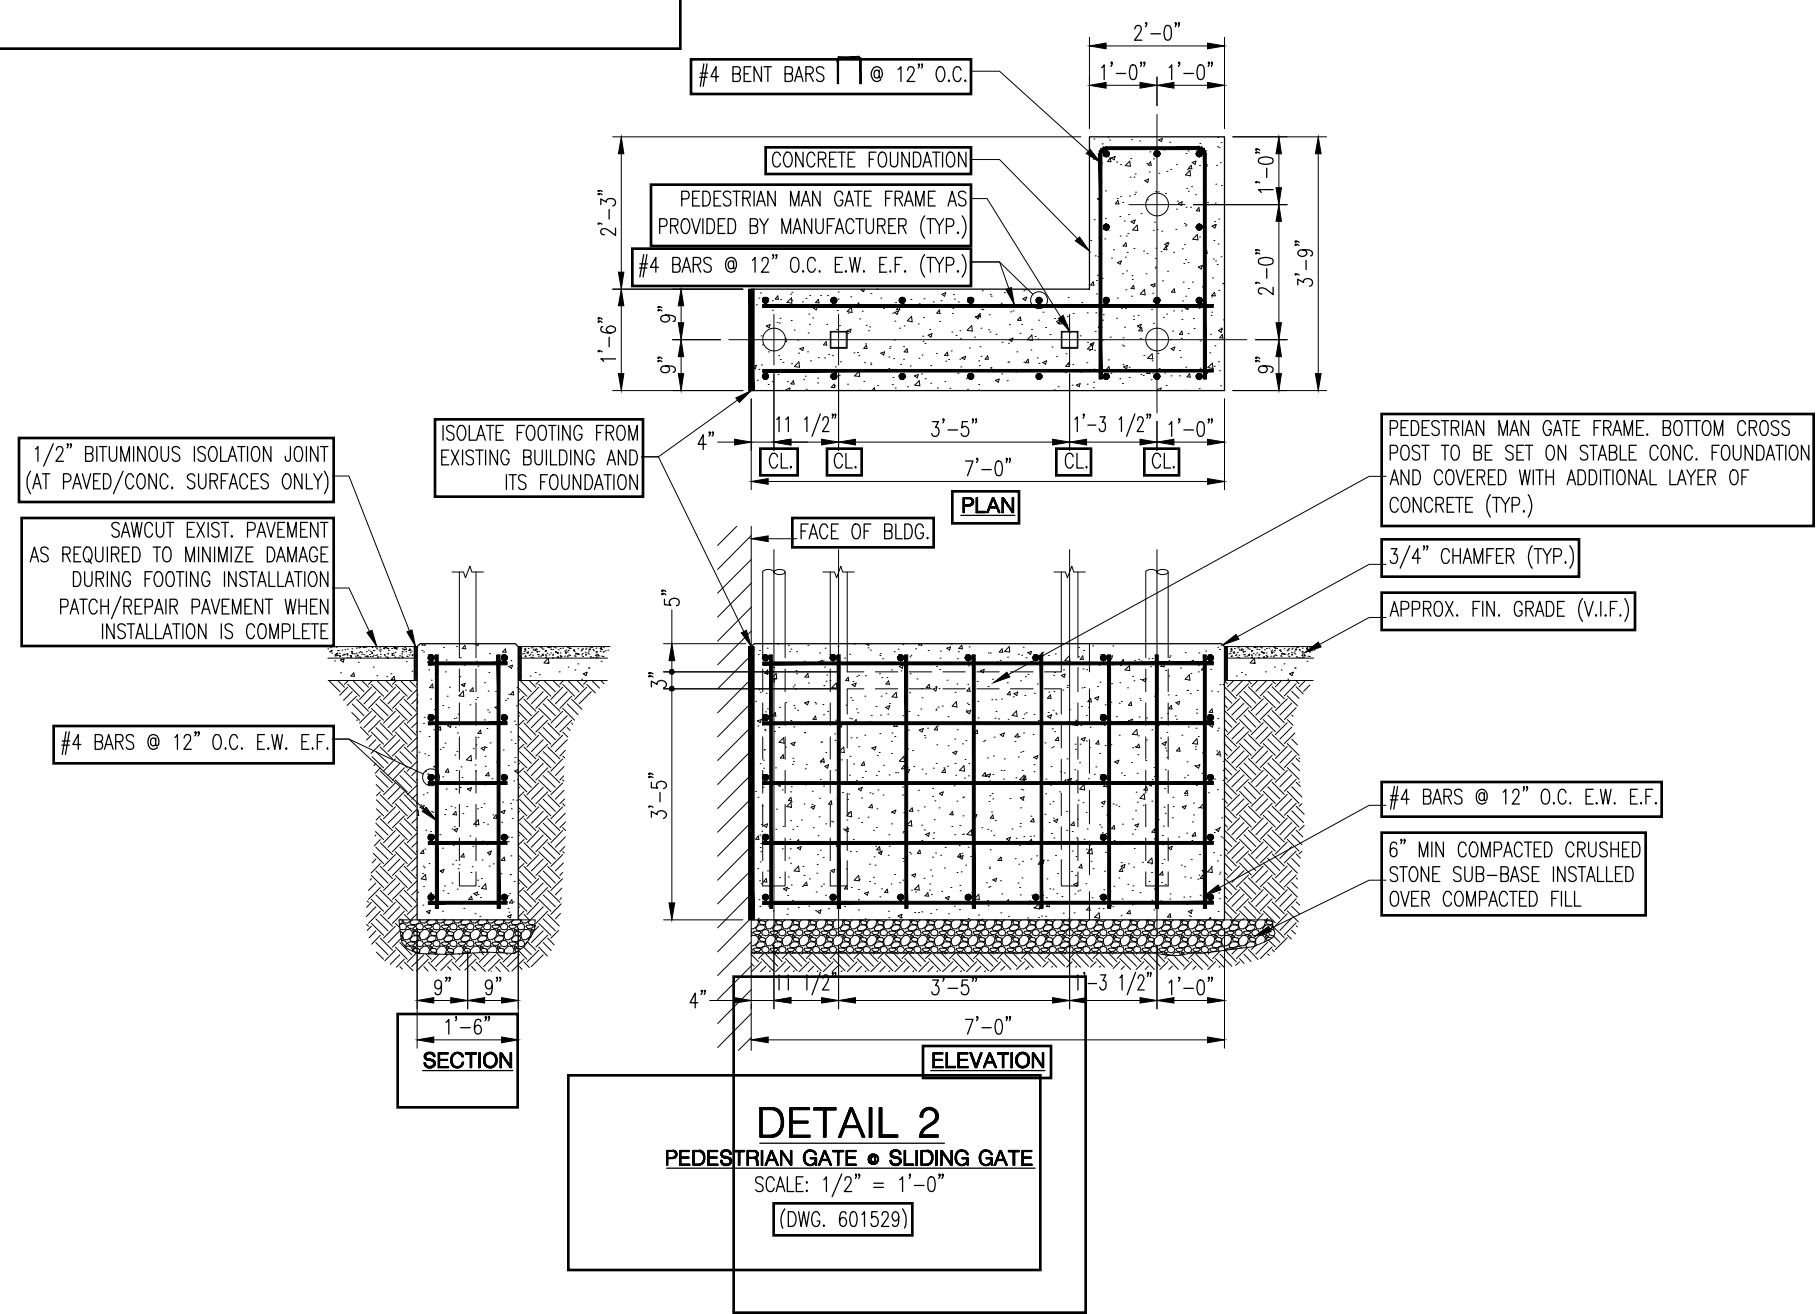 2'-0"
1'-0" 1'-0"
#4 BENT BARS @ 12" O.C.
CONCRETE FOUNDATION
PEDESTRIAN MAN GATE FRAME AS
PROVIDED BY MANUFACTURER (TYP.)
#4 BARS @ 12" O.C. E.W. E.F. (TYP.)
2'-3"
1'-6"
9"
9"
1'-0"
2'-0"
9"
3'-9"
4" 11 1/2" 3'-5" 1'-3 1/2" 1'-0"
CL. CL. CL. CL.
7'-0"
PLAN
ISOLATE FOOTING FROM
EXISTING BUILDING AND
ITS FOUNDATION
1/2" BITUMINOUS ISOLATION JOINT
(AT PAVED/CONC. SURFACES ONLY)
SAWCUT EXIST. PAVEMENT
AS REQUIRED TO MINIMIZE DAMAGE
DURING FOOTING INSTALLATION
PATCH/REPAIR PAVEMENT WHEN
INSTALLATION IS COMPLETE
#4 BARS @ 12" O.C. E.W. E.F.
FACE OF BLDG.
PEDESTRIAN MAN GATE FRAME. BOTTOM CROSS
POST TO BE SET ON STABLE CONC. FOUNDATION
AND COVERED WITH ADDITIONAL LAYER OF
CONCRETE (TYP.)
3/4" CHAMFER (TYP.)
APPROX. FIN. GRADE (V.I.F.)
#4 BARS @ 12" O.C. E.W. E.F.
6" MIN COMPACTED CRUSHED
STONE SUB-BASE INSTALLED
OVER COMPACTED FILL
5"
3"
3'-5"
9" 9"
1'-6"
SECTION
4" 11 1/2" 3'-5" 1'-3 1/2" 1'-0"
7'-0"
ELEVATION
DETAIL 2
PEDESTRIAN GATE @ SLIDING GATE
SCALE: 1/2" = 1'-0"
(DWG. 601529)